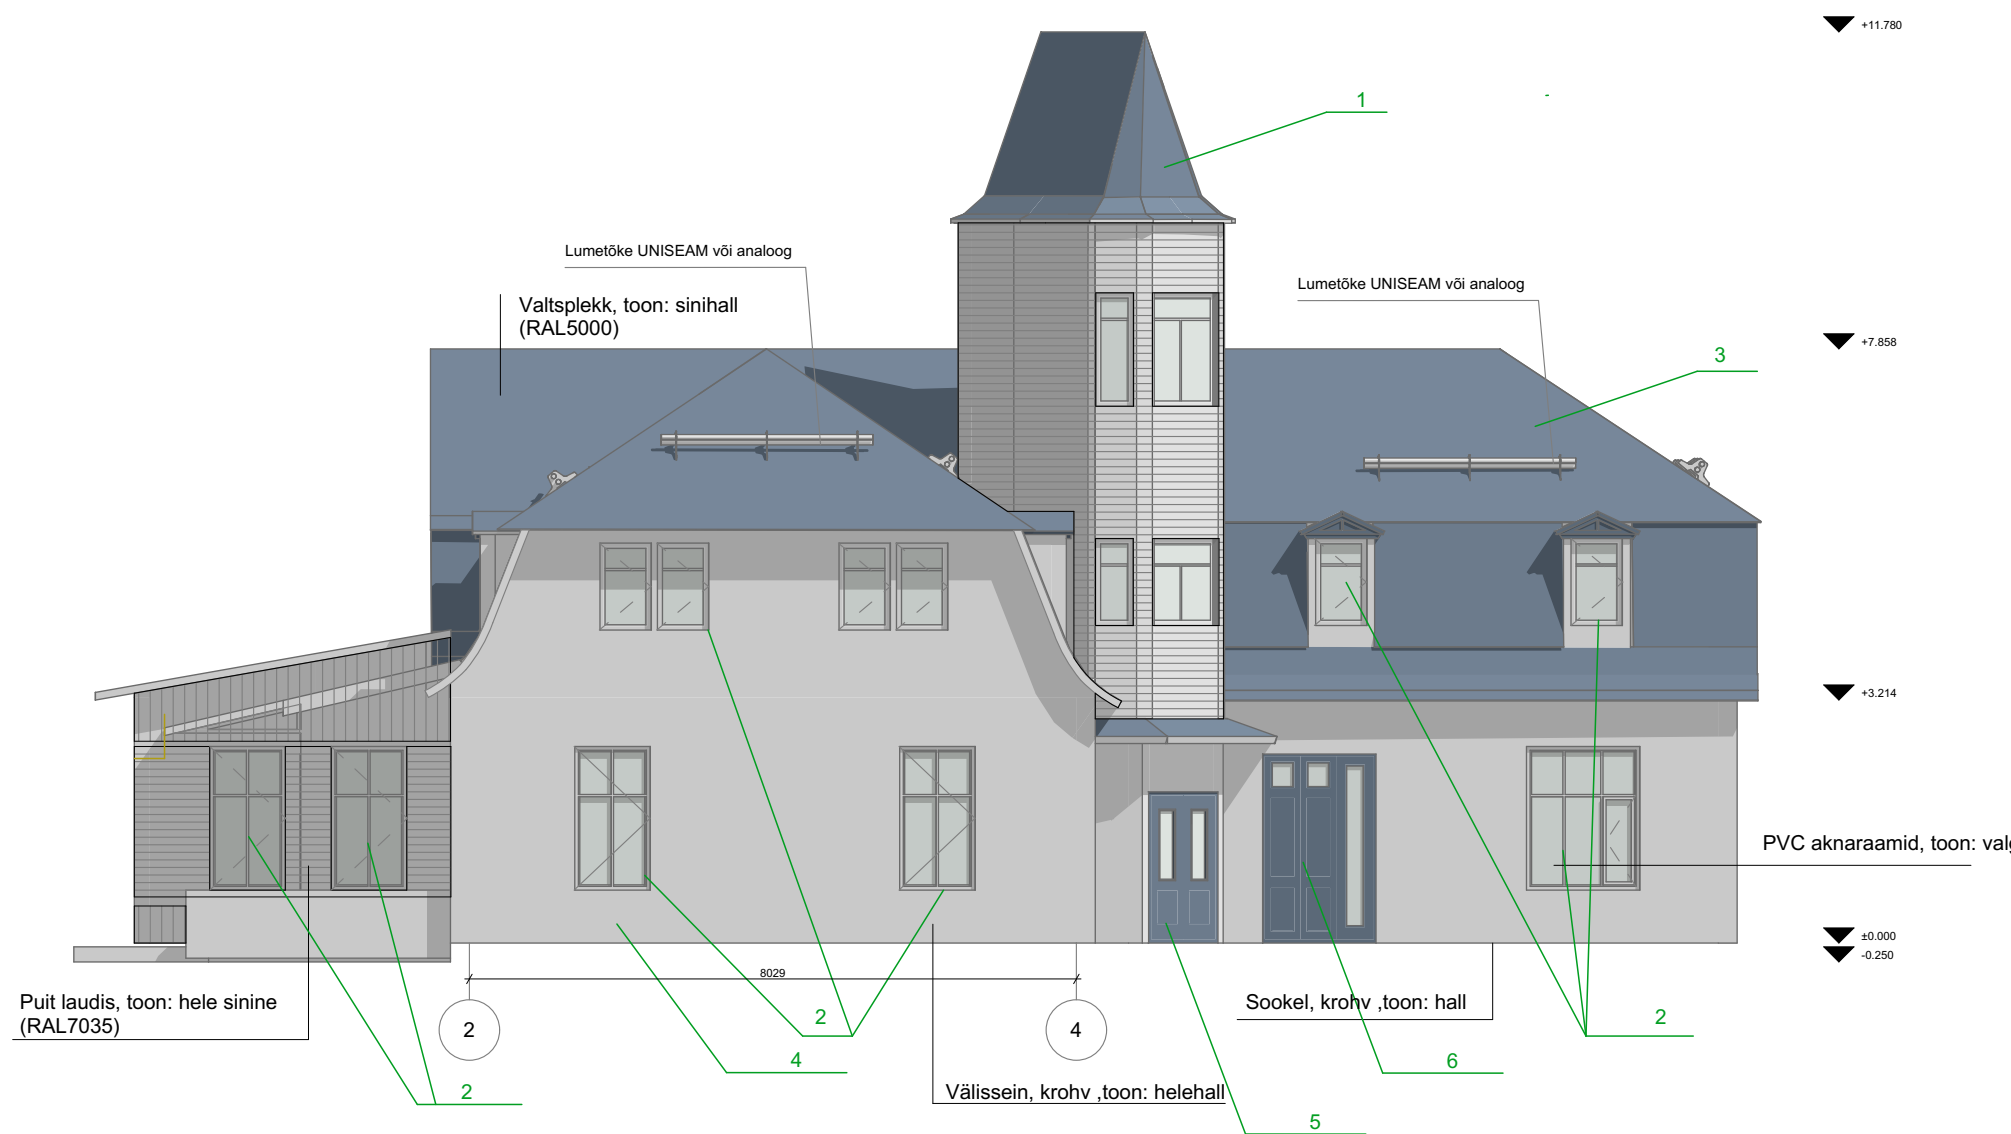 +11.780
1
Lumetõke UNISEAM või analoog
Valtsplekk, toon: sinihall
(RAL5000)
Lumetõke UNISEAM või analoog
+7.858
3
+3.214
PVC aknaraamid, toon:
±0.000
-0.250
8029
Puit laudis, toon: hele sinine
(RAL7035)
2
4
Sookel, krohv ,toon: hall
2
2
4
6
2
Välissein, krohv ,toon: helehall
5